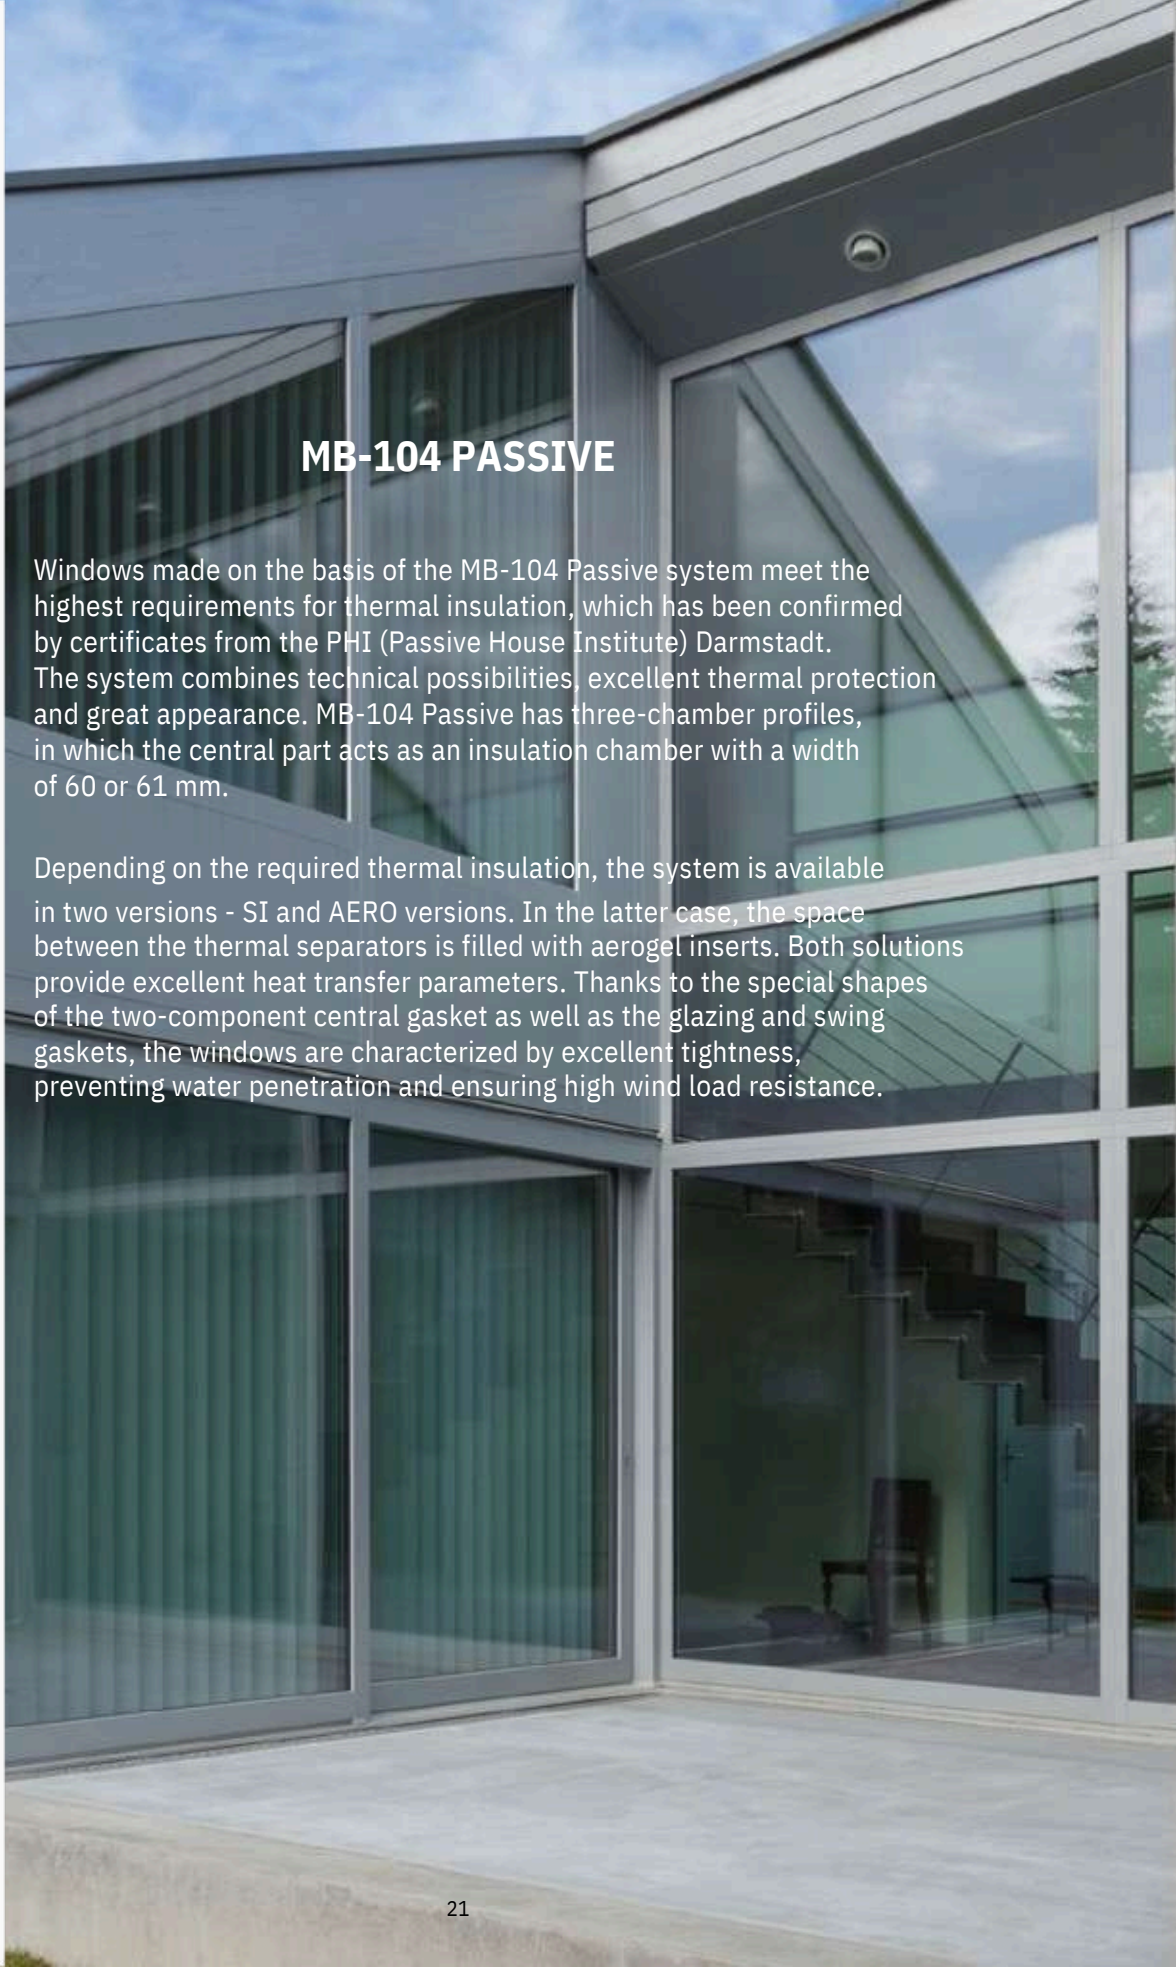 MB-104 PASSIVE
Windows made on the basis of the MB-104 Passive system meet the
highest requirements for thermal insulation, which has been confirmed
by certificates from the PHI (Passive House Institute) Darmstadt.
The system combines technical possibilities, excellent thermal protection
and great appearance. MB-104 Passive has three-chamber profiles,
in which the central part acts as an insulation chamber with a width
of 60 or 61 mm.
Depending on the required thermal insulation, the system is available
in two versions - SI and AERO versions. In the latter case, the space
between the thermal separators is filled with aerogel inserts. Both solutions
provide excellent heat transfer parameters. Thanks to the special shapes
of the two-component central gasket as well as the glazing and swing
gaskets, the windows are characterized by excellent tightness,
preventing water penetration and ensuring high wind load resistance.
21